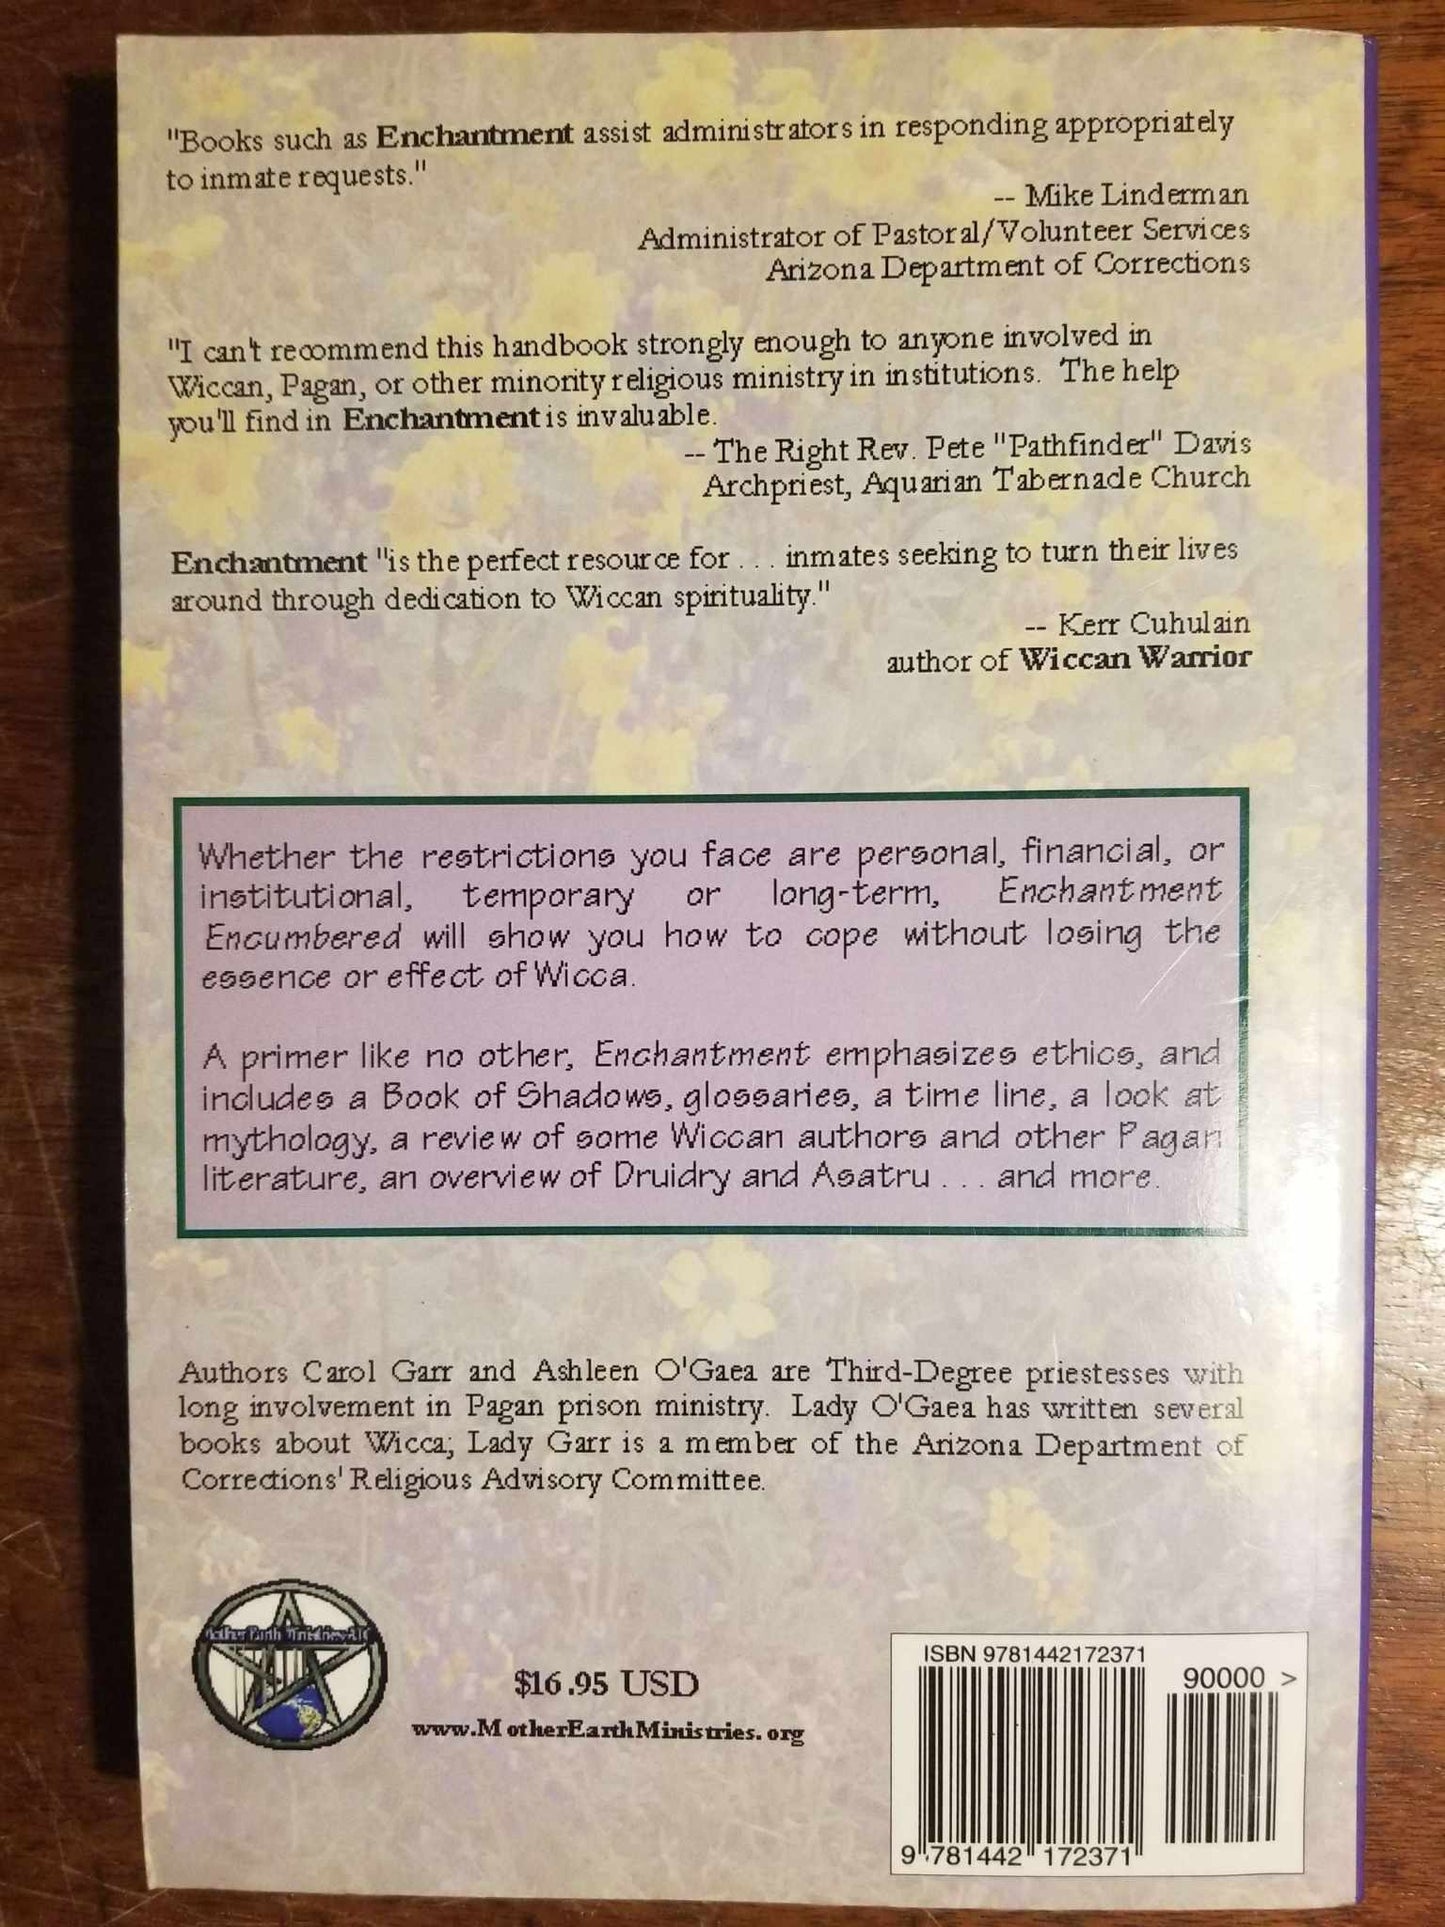 "Books such as Enchantment assist administrators in responding appropriately
to inmate requests."
-- Mike Linderman
Administrator of Pastoral/Volunteer Services
Arizona Department of Corrections
"I can't recommend this handbook strongly enough to anyone involved in
Wiccan, Pagan, or other minority religious ministry in institutions. The help
you'll find in Enchantment is invaluable.
-- The Right Rev. Pete "Pathfinder" Davis
Archpriest, Aquarian Tabernacle Church
Enchantment "is the perfect resource for . . . inmates seeking to turn their lives
around through dedication to Wiccan spirituality."
-- Kerr Cuhulain
author of Wiccan Warrior
Whether the restrictions you face are personal, financial, or
institutional, temporary or long-term, Enchantment
Encumbered will show you how to cope without losing the
essence or effect of Wicca.
A primer like no other, Enchantment emphasizes ethics, and
includes a Book of Shadows, glossaries, a time line, a look at
mythology, a review of some Wiccan authors and other Pagan
literature, an overview of Druidry and Asatru . . . and more.
Authors Carol Garr and Ashleen O'Gaea are Third-Degree priestesses with
long involvement in Pagan prison ministry. Lady O'Gaea has written several
books about Wicca; Lady Garr is a member of the Arizona Department of
Corrections' Religious Advisory Committee.
Mother Earth Ministries-ATC
$16.95 USD
www.MotherEarthMinistries.org
ISBN 9781442172371
90000 >
9 781442 172371